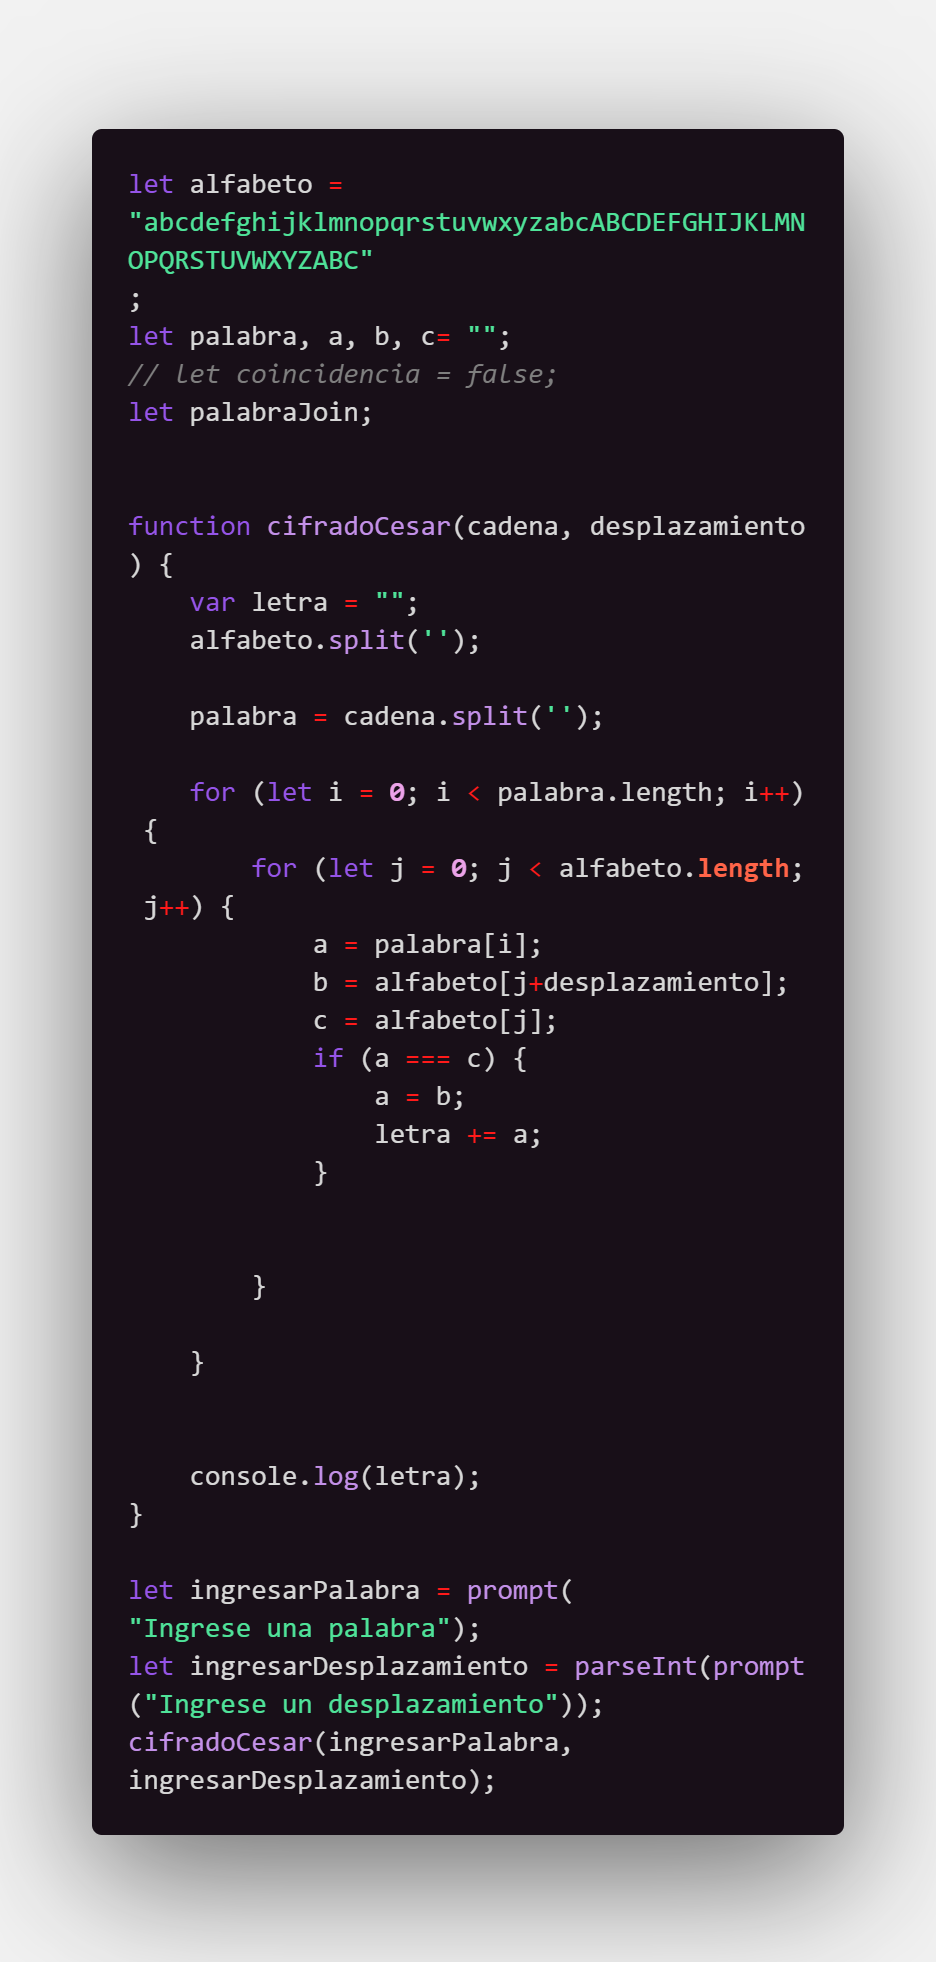 let alfabeto =
"abcdefghijklmnopqrstuvwxyzabcABCDEFGHIJKLMN
OPQRSTUVWXYZABC"
;
let palabra, a, b, c= "";
// let coincidencia = false;
let palabraJoin;
function cifradoCesar(cadena, desplazamiento
) {
    var letra = "";
    alfabeto.split('');
    palabra = cadena.split('');
    for (let i = 0; i < palabra.length; i++)
 {
        for (let j = 0; j < alfabeto.length;
 j++) {
            a = palabra[i];
            b = alfabeto[j+desplazamiento];
            c = alfabeto[j];
            if (a === c) {
                a = b;
                letra += a;
            }
        }
    }
    console.log(letra);
}
let ingresarPalabra = prompt(
"Ingrese una palabra");
let ingresarDesplazamiento = parseInt(prompt
("Ingrese un desplazamiento"));
cifradoCesar(ingresarPalabra,
ingresarDesplazamiento);